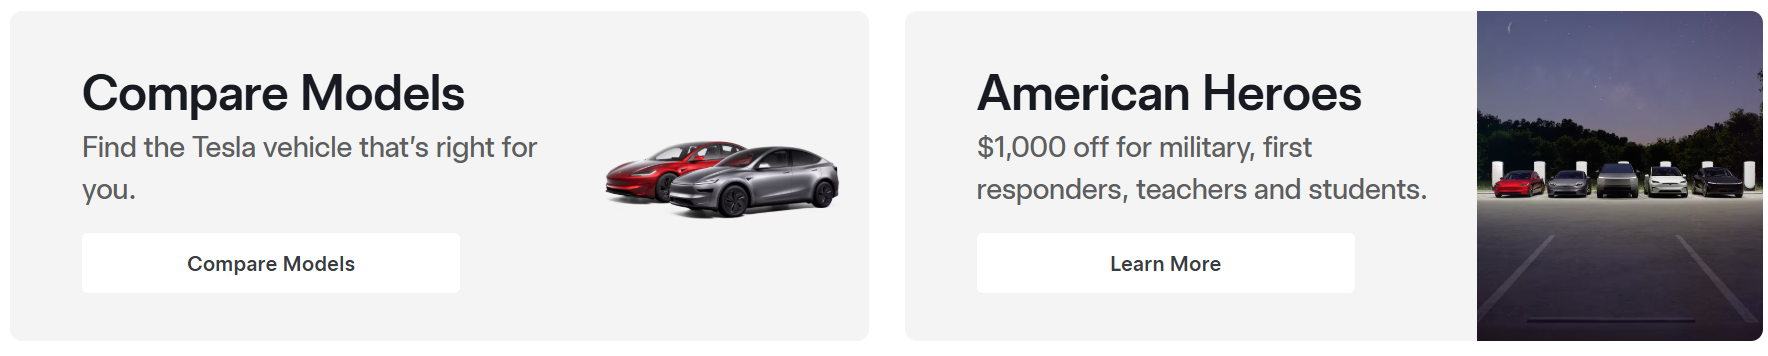 Compare Models
Find the Tesla vehicle that's right for
you.
Compare Models
American Heroes
$1,000 off for military, first
responders, teachers and students.
Learn More